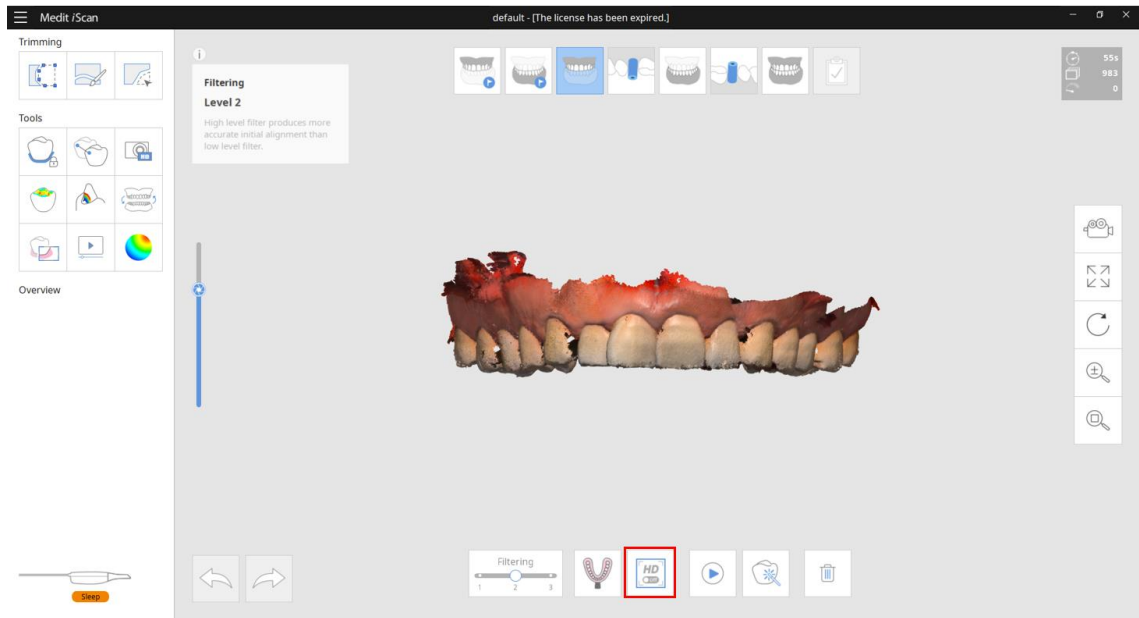 Medit iScan
default - [The license has been expired.]
Trimming
Tools
Overview
Sleep
Filtering
Level 2
High level filter produces more
accurate initial alignment than
low level filter.
55s
983
0
Filtering
1 2 3
HD